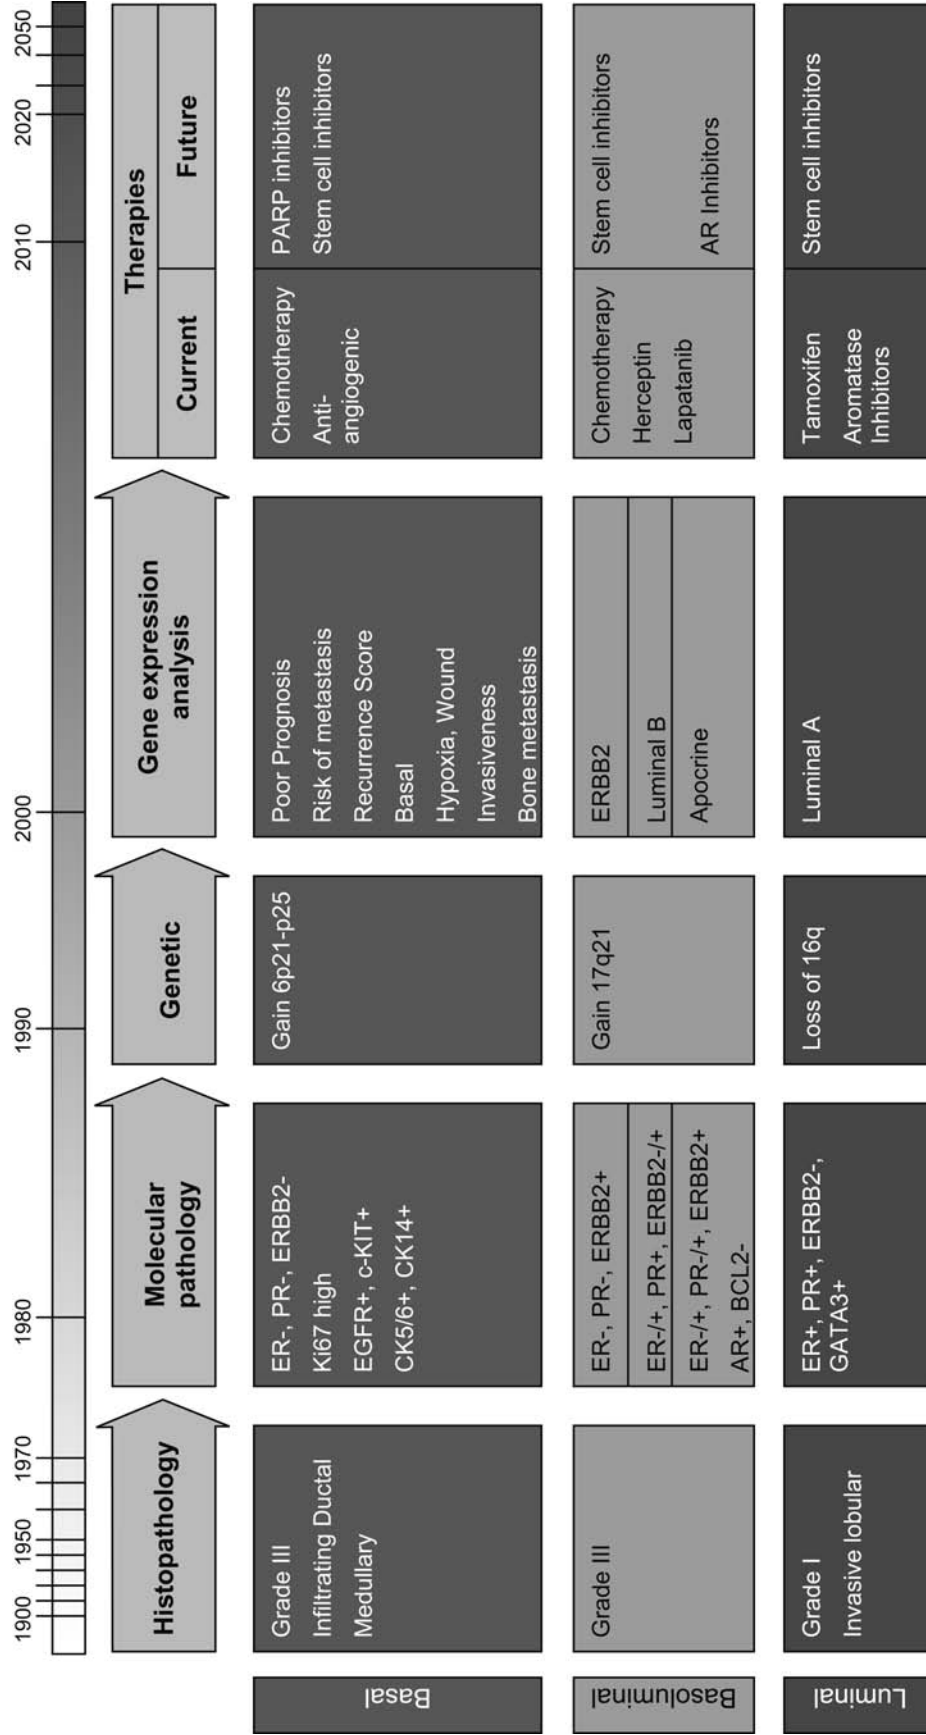 1900 1950 1970 1980 1990 2000 2010 2020 2050
Histopathology
Molecular
pathology
Genetic
Gene expression
analysis
Therapies
Current
Future
Basal
Grade III
Infiltrating Ductal
Medullary
ER-, PR-, ERBB2-
Ki67 high
EGFR+, c-KIT+
CK5/6+, CK14+
Gain 6p21-p25
Poor Prognosis
Risk of metastasis
Recurrence Score
Basal
Hypoxia, Wound
Invasiveness
Bone metastasis
Chemotherapy
Anti-
angiogenic
PARP inhibitors
Stem cell inhibitors
Basoluminal
Grade III
ER-, PR-, ERBB2+
ER-/+, PR+, ERBB2-/+
ER-/+, PR-/+, ERBB2+
AR+, BCL2-
Gain 17q21
ERBB2
Luminal B
Apocrine
Chemotherapy
Herceptin
Lapatanib
Stem cell inhibitors
AR Inhibitors
Luminal
Grade I
Invasive lobular
ER+, PR+, ERBB2-,
GATA3+
Loss of 16q
Luminal A
Tamoxifen
Aromatase
Inhibitors
Stem cell inhibitors